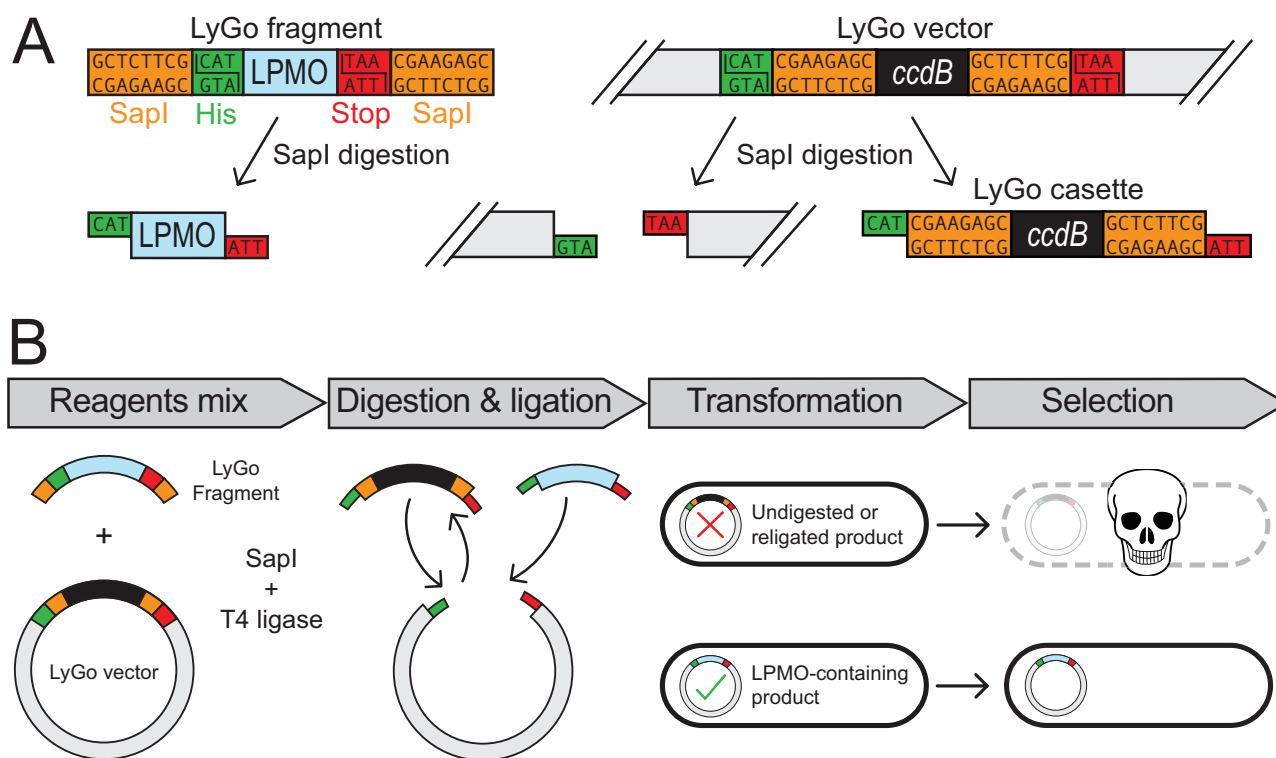 A
LyGo fragment
GCTCTTCG CAT LPMO TAA CGAAGAGC
CGAGAAGC GTA ATT GCTTCTCG
SapI His Stop SapI
SapI digestion
CAT LPMO ATT
LyGo vector
CAT CGAAGAGC ccdB GCTCTTCG TAA
GTA GCTTCTCG CGAGAAGC ATT
SapI digestion
GTA
TAA
LyGo casette
CAT CGAAGAGC ccdB GCTCTTCG
GCTTCTCG CGAGAAGC ATT
B
Reagents mix
Digestion & ligation
Transformation
Selection
LyGo
Fragment
+
SapI
+
T4 ligase
LyGo vector
Undigested or
religated product
LPMO-containing
product